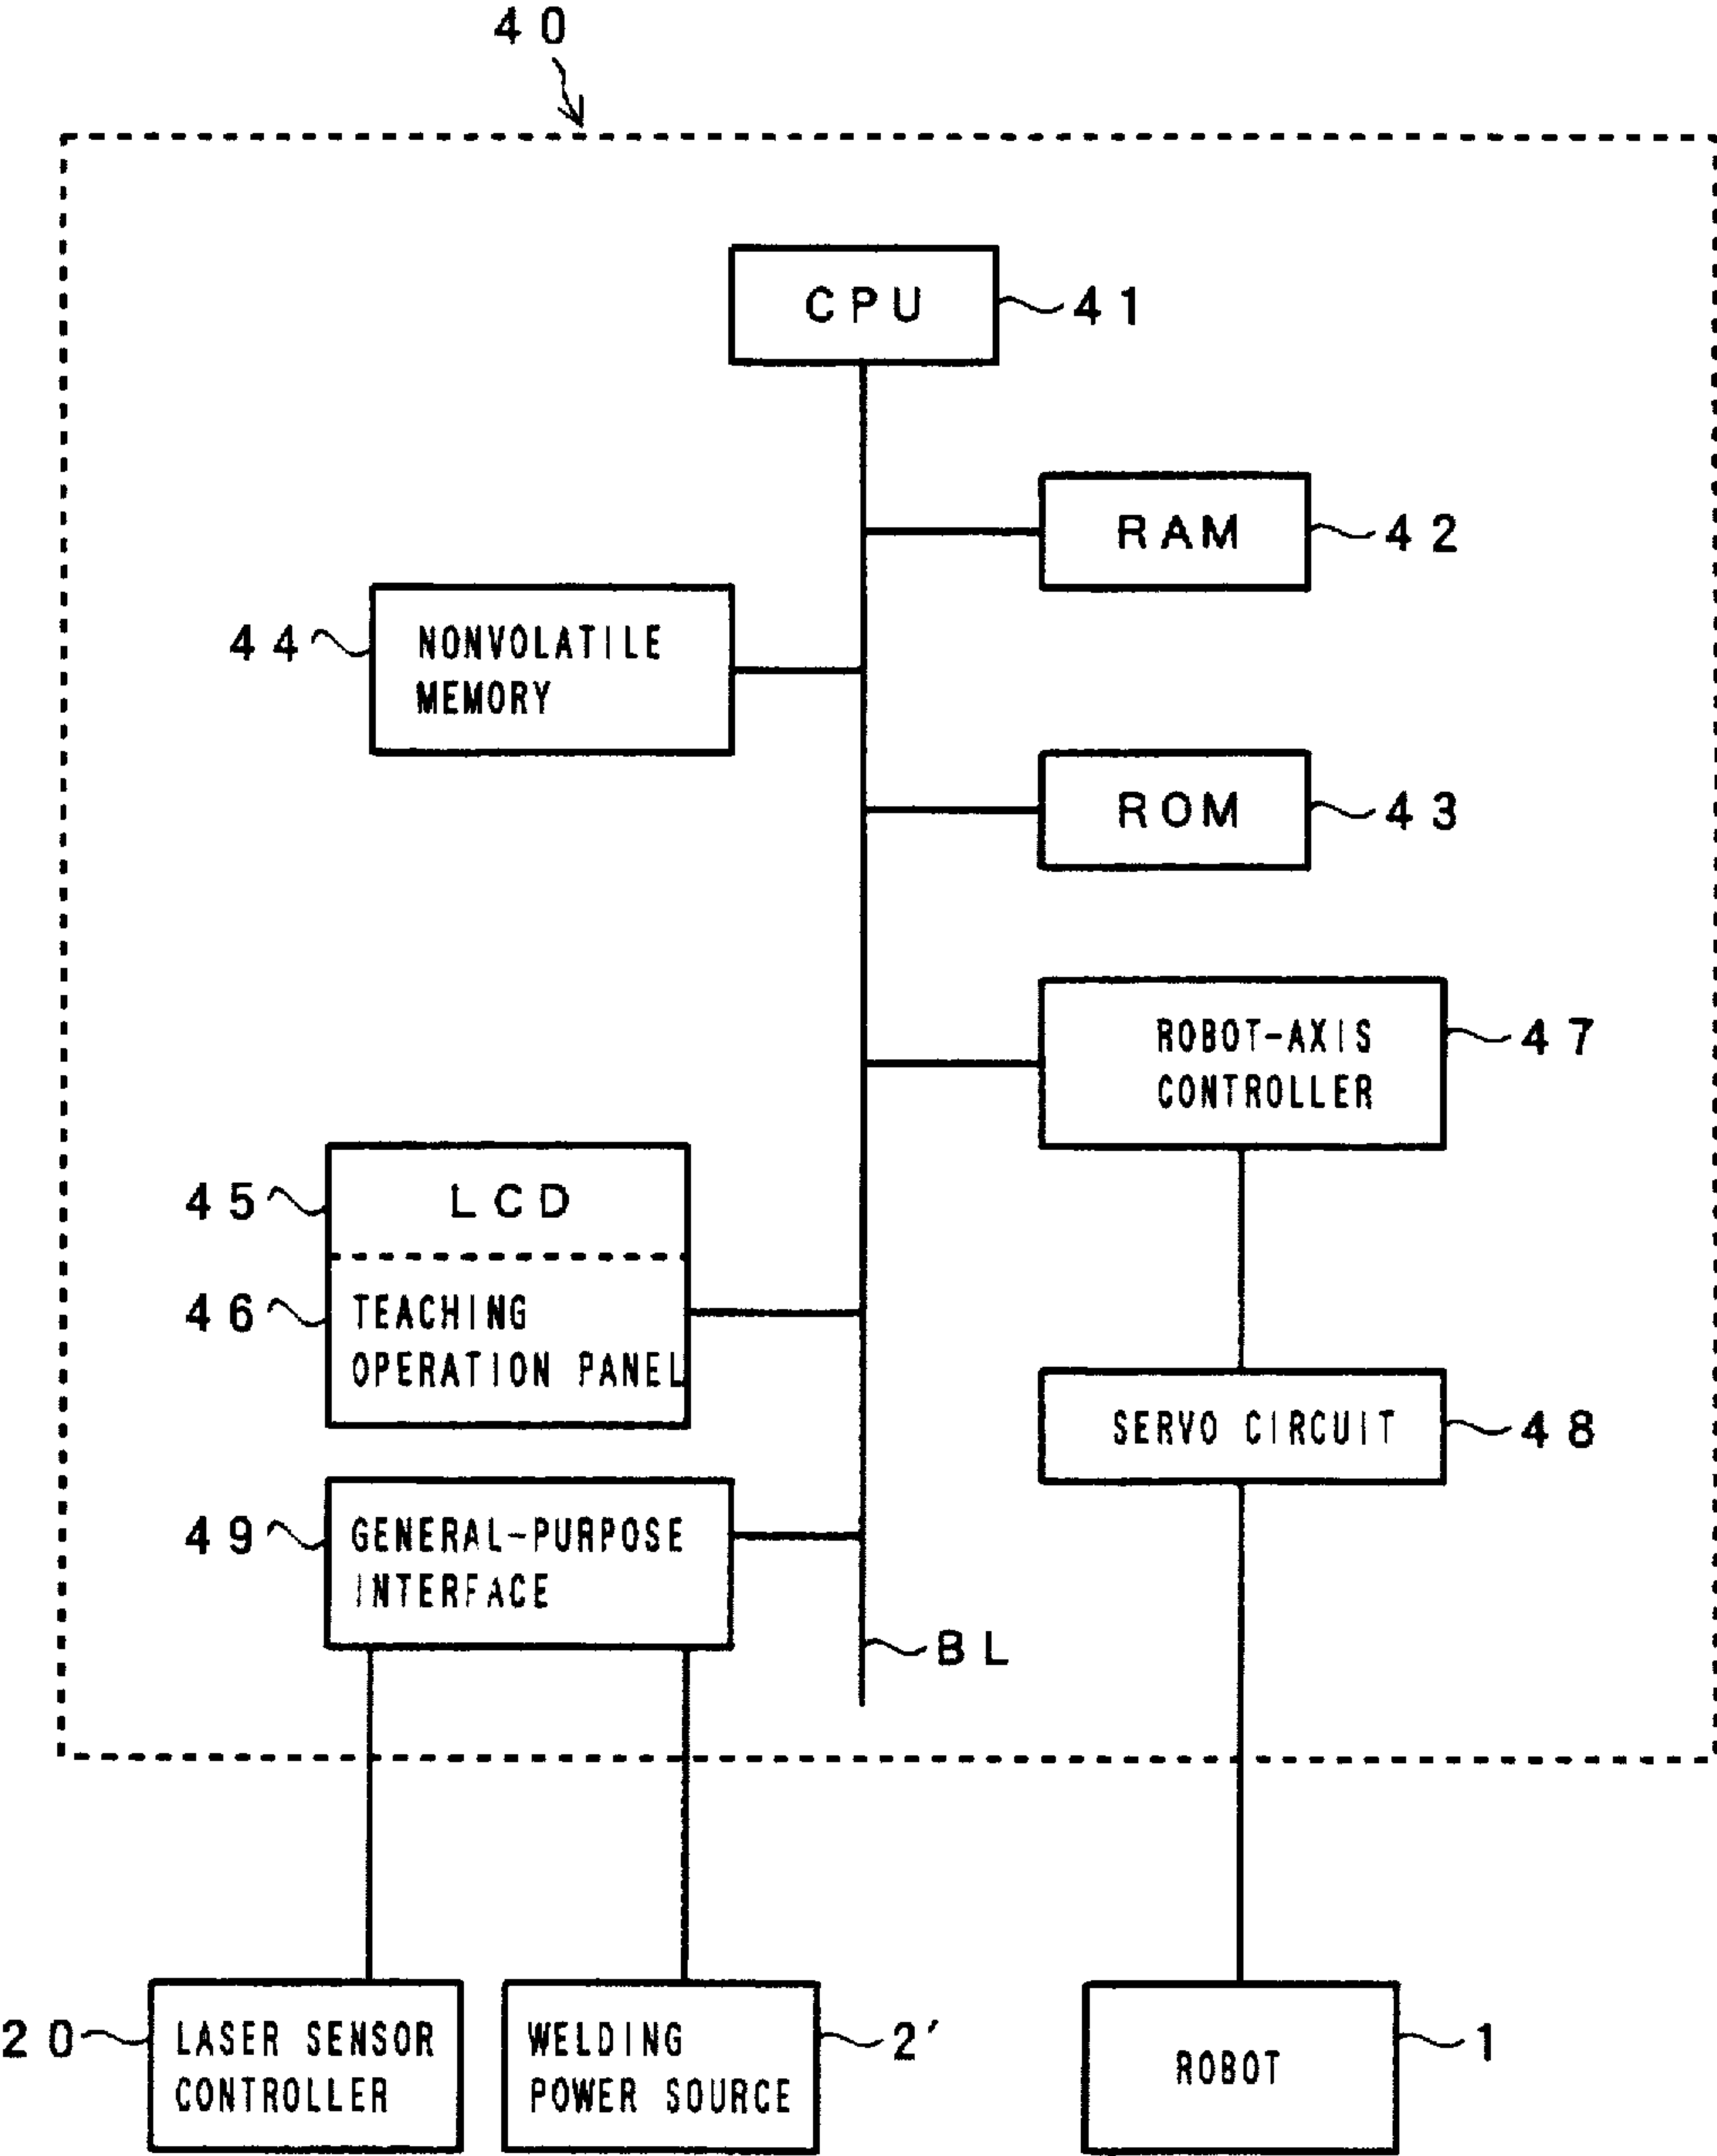 40
CPU
41
RAM
42
44
NONVOLATILE
MEMORY
ROM
43
ROBOT-AXIS
CONTROLLER
47
45
LCD
46
TEACHING
OPERATION PANEL
SERVO CIRCUIT
48
49
GENERAL-PURPOSE
INTERFACE
BL
20
LASER SENSOR
CONTROLLER
WELDING
POWER SOURCE
2′
ROBOT
1